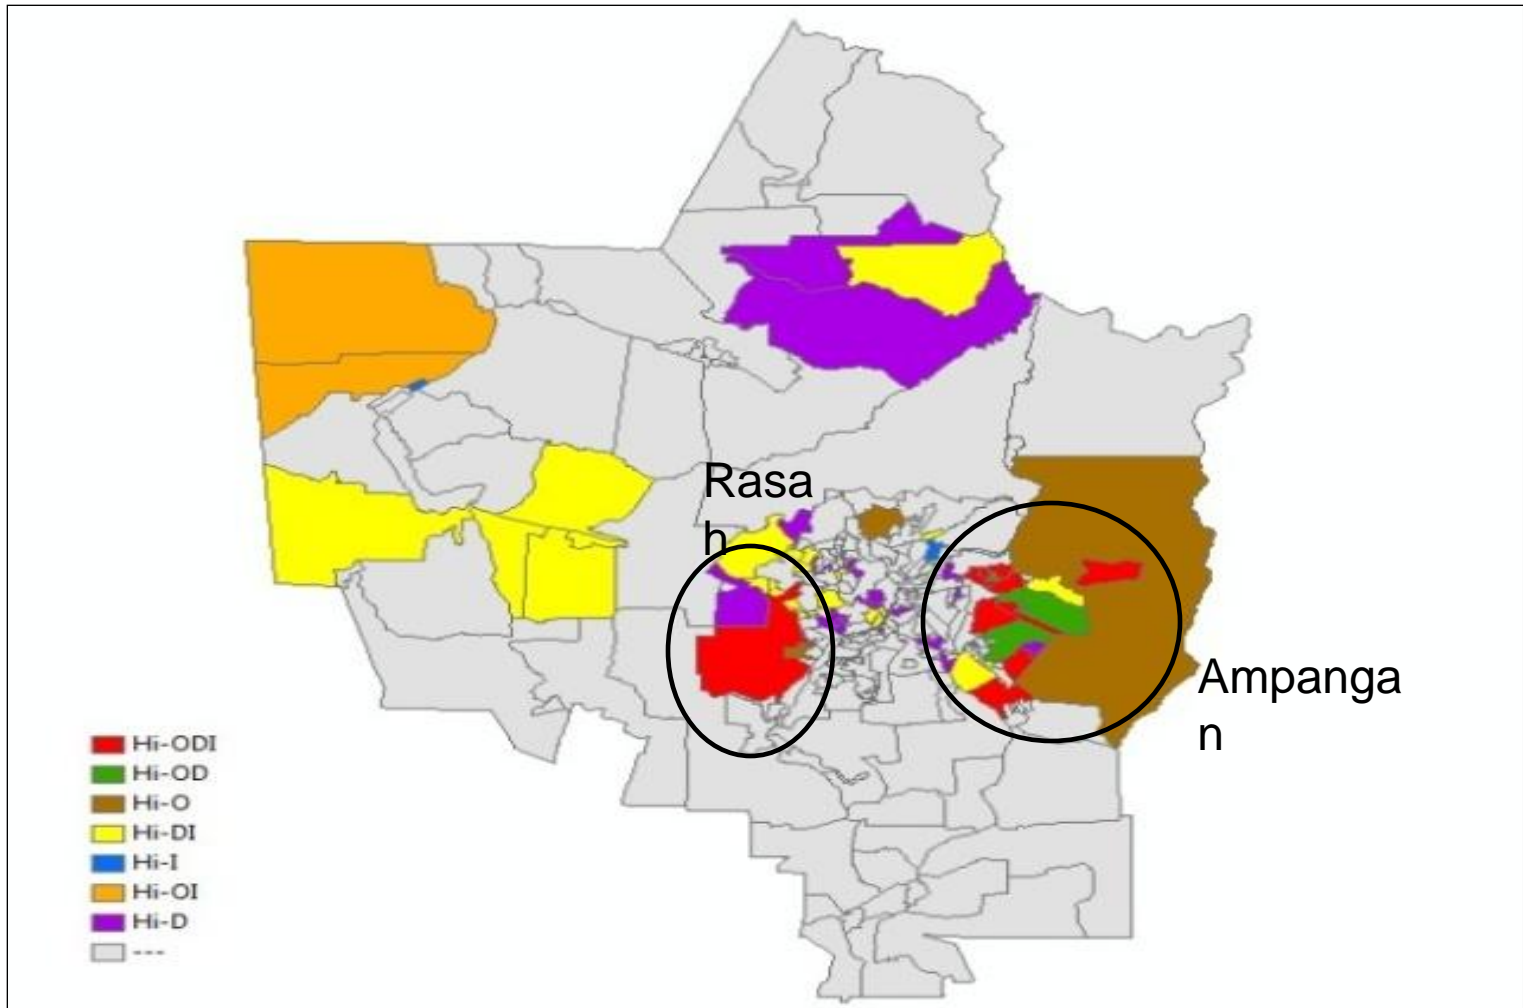 Rasa
h
Ampanga
n
Hi-ODI
Hi-OD
Hi-O
Hi-DI
Hi-I
Hi-OI
Hi-D
---